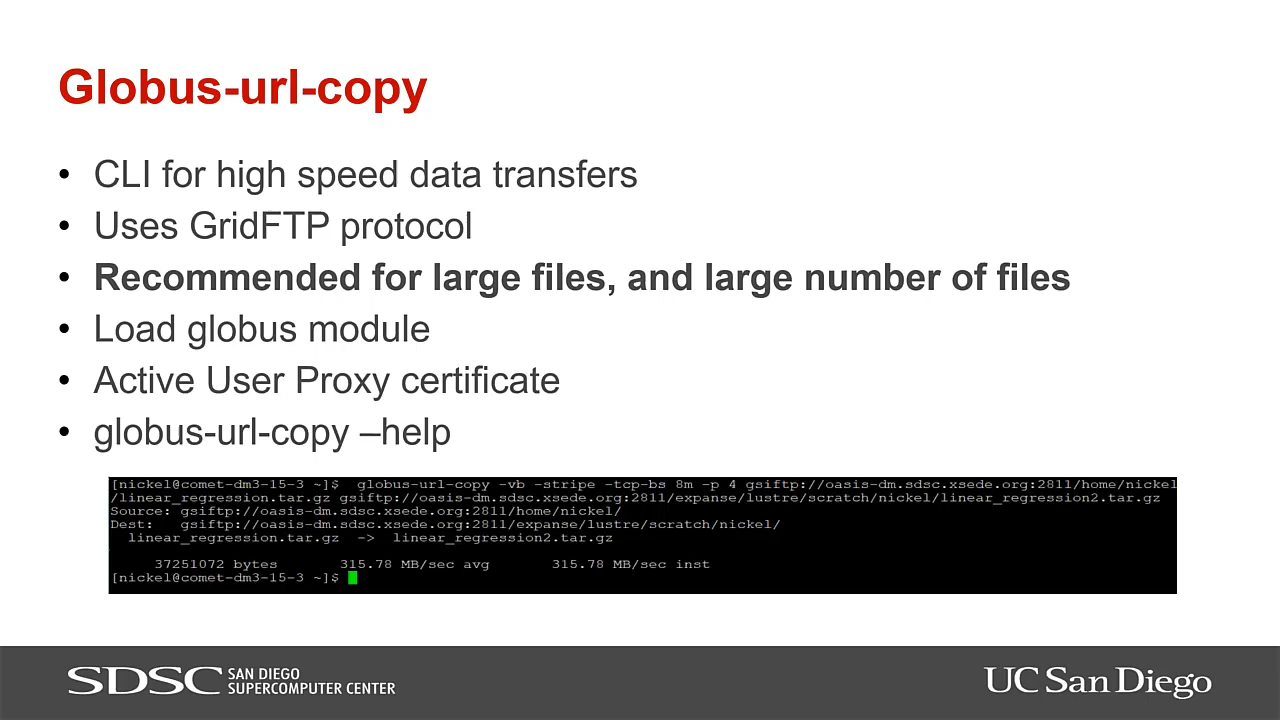 Globus-url-copy
• CLI for high speed data transfers
• Uses GridFTP protocol
• Recommended for large files, and large number of files
• Load globus module
• Active User Proxy certificate
• globus-url-copy –help
[nickel@comet-dm3-15-3 ~]$ globus-url-copy -vb -stripe -tcp-bs 8m -p 4 gsiftp://oasis-dm.sdsc.xsede.org:2811/home/nickel
/linear_regression.tar.gz gsiftp://oasis-dm.sdsc.xsede.org:2811/expanse/lustre/scratch/nickel/linear_regression2.tar.gz
Source: gsiftp://oasis-dm.sdsc.xsede.org:2811/home/nickel/
Dest: gsiftp://oasis-dm.sdsc.xsede.org:2811/expanse/lustre/scratch/nickel/
linear_regression.tar.gz -> linear_regression2.tar.gz
37251072 bytes 315.78 MB/sec avg 315.78 MB/sec inst
[nickel@comet-dm3-15-3 ~]$
SDSC SAN DIEGO
SUPERCOMPUTER CENTER
UC San Diego